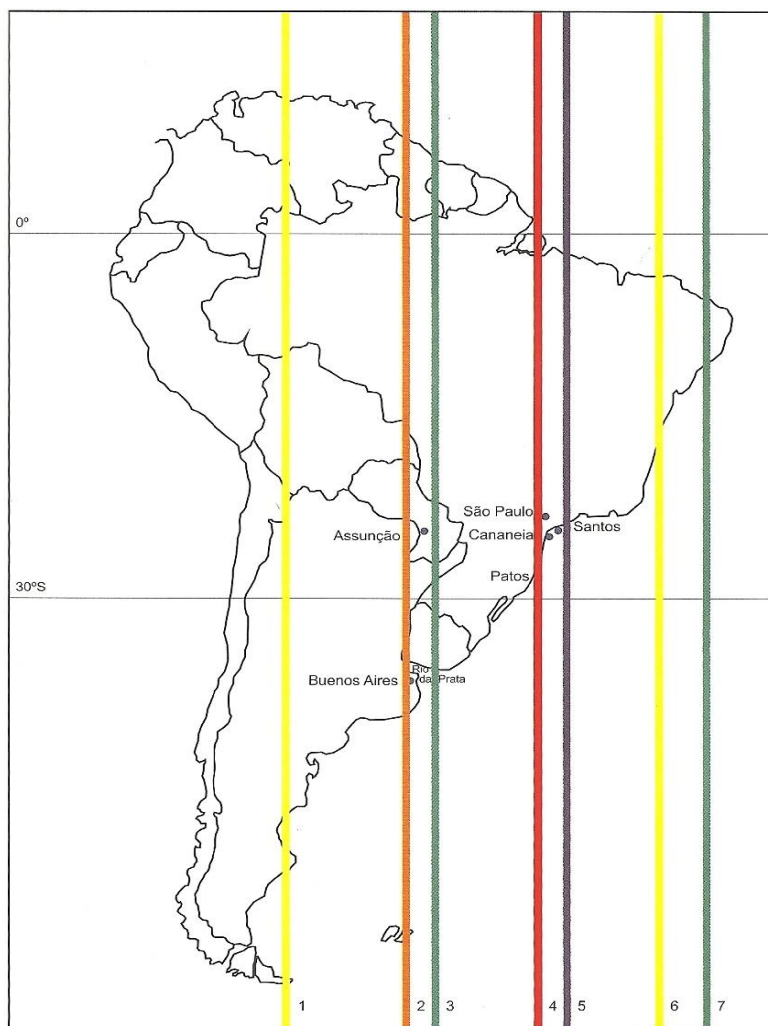 0º
São Paulo
Santos
Assunção
Cananeia
Patos
30ºS
Rio
da Prata
Buenos Aires
1
2
3
4
5
6
7